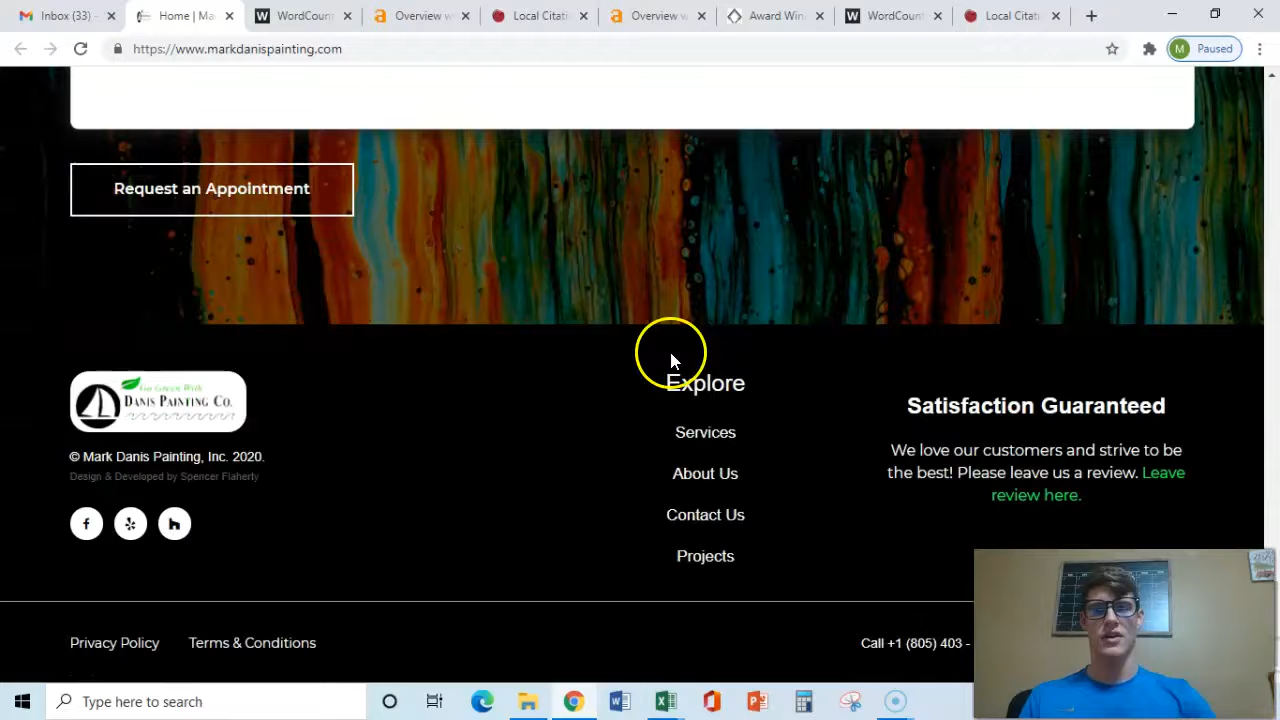 Inbox (33)
Home | Ma
WordCoun
Overview w
Local Citati
Overview w
Award Win
WordCoun
Local Citati
https://www.markdanispainting.com
M
Paused
Request an Appointment
Go Green With
DANIS PAINTING CO.
© Mark Danis Painting, Inc. 2020.
Design & Developed by Spencer Flaherty
Explore
Services
About Us
Contact Us
Projects
Satisfaction Guaranteed
We love our customers and strive to be
the best! Please leave us a review. Leave
review here.
Privacy Policy
Terms & Conditions
Call +1 (805) 403 -
Type here to search